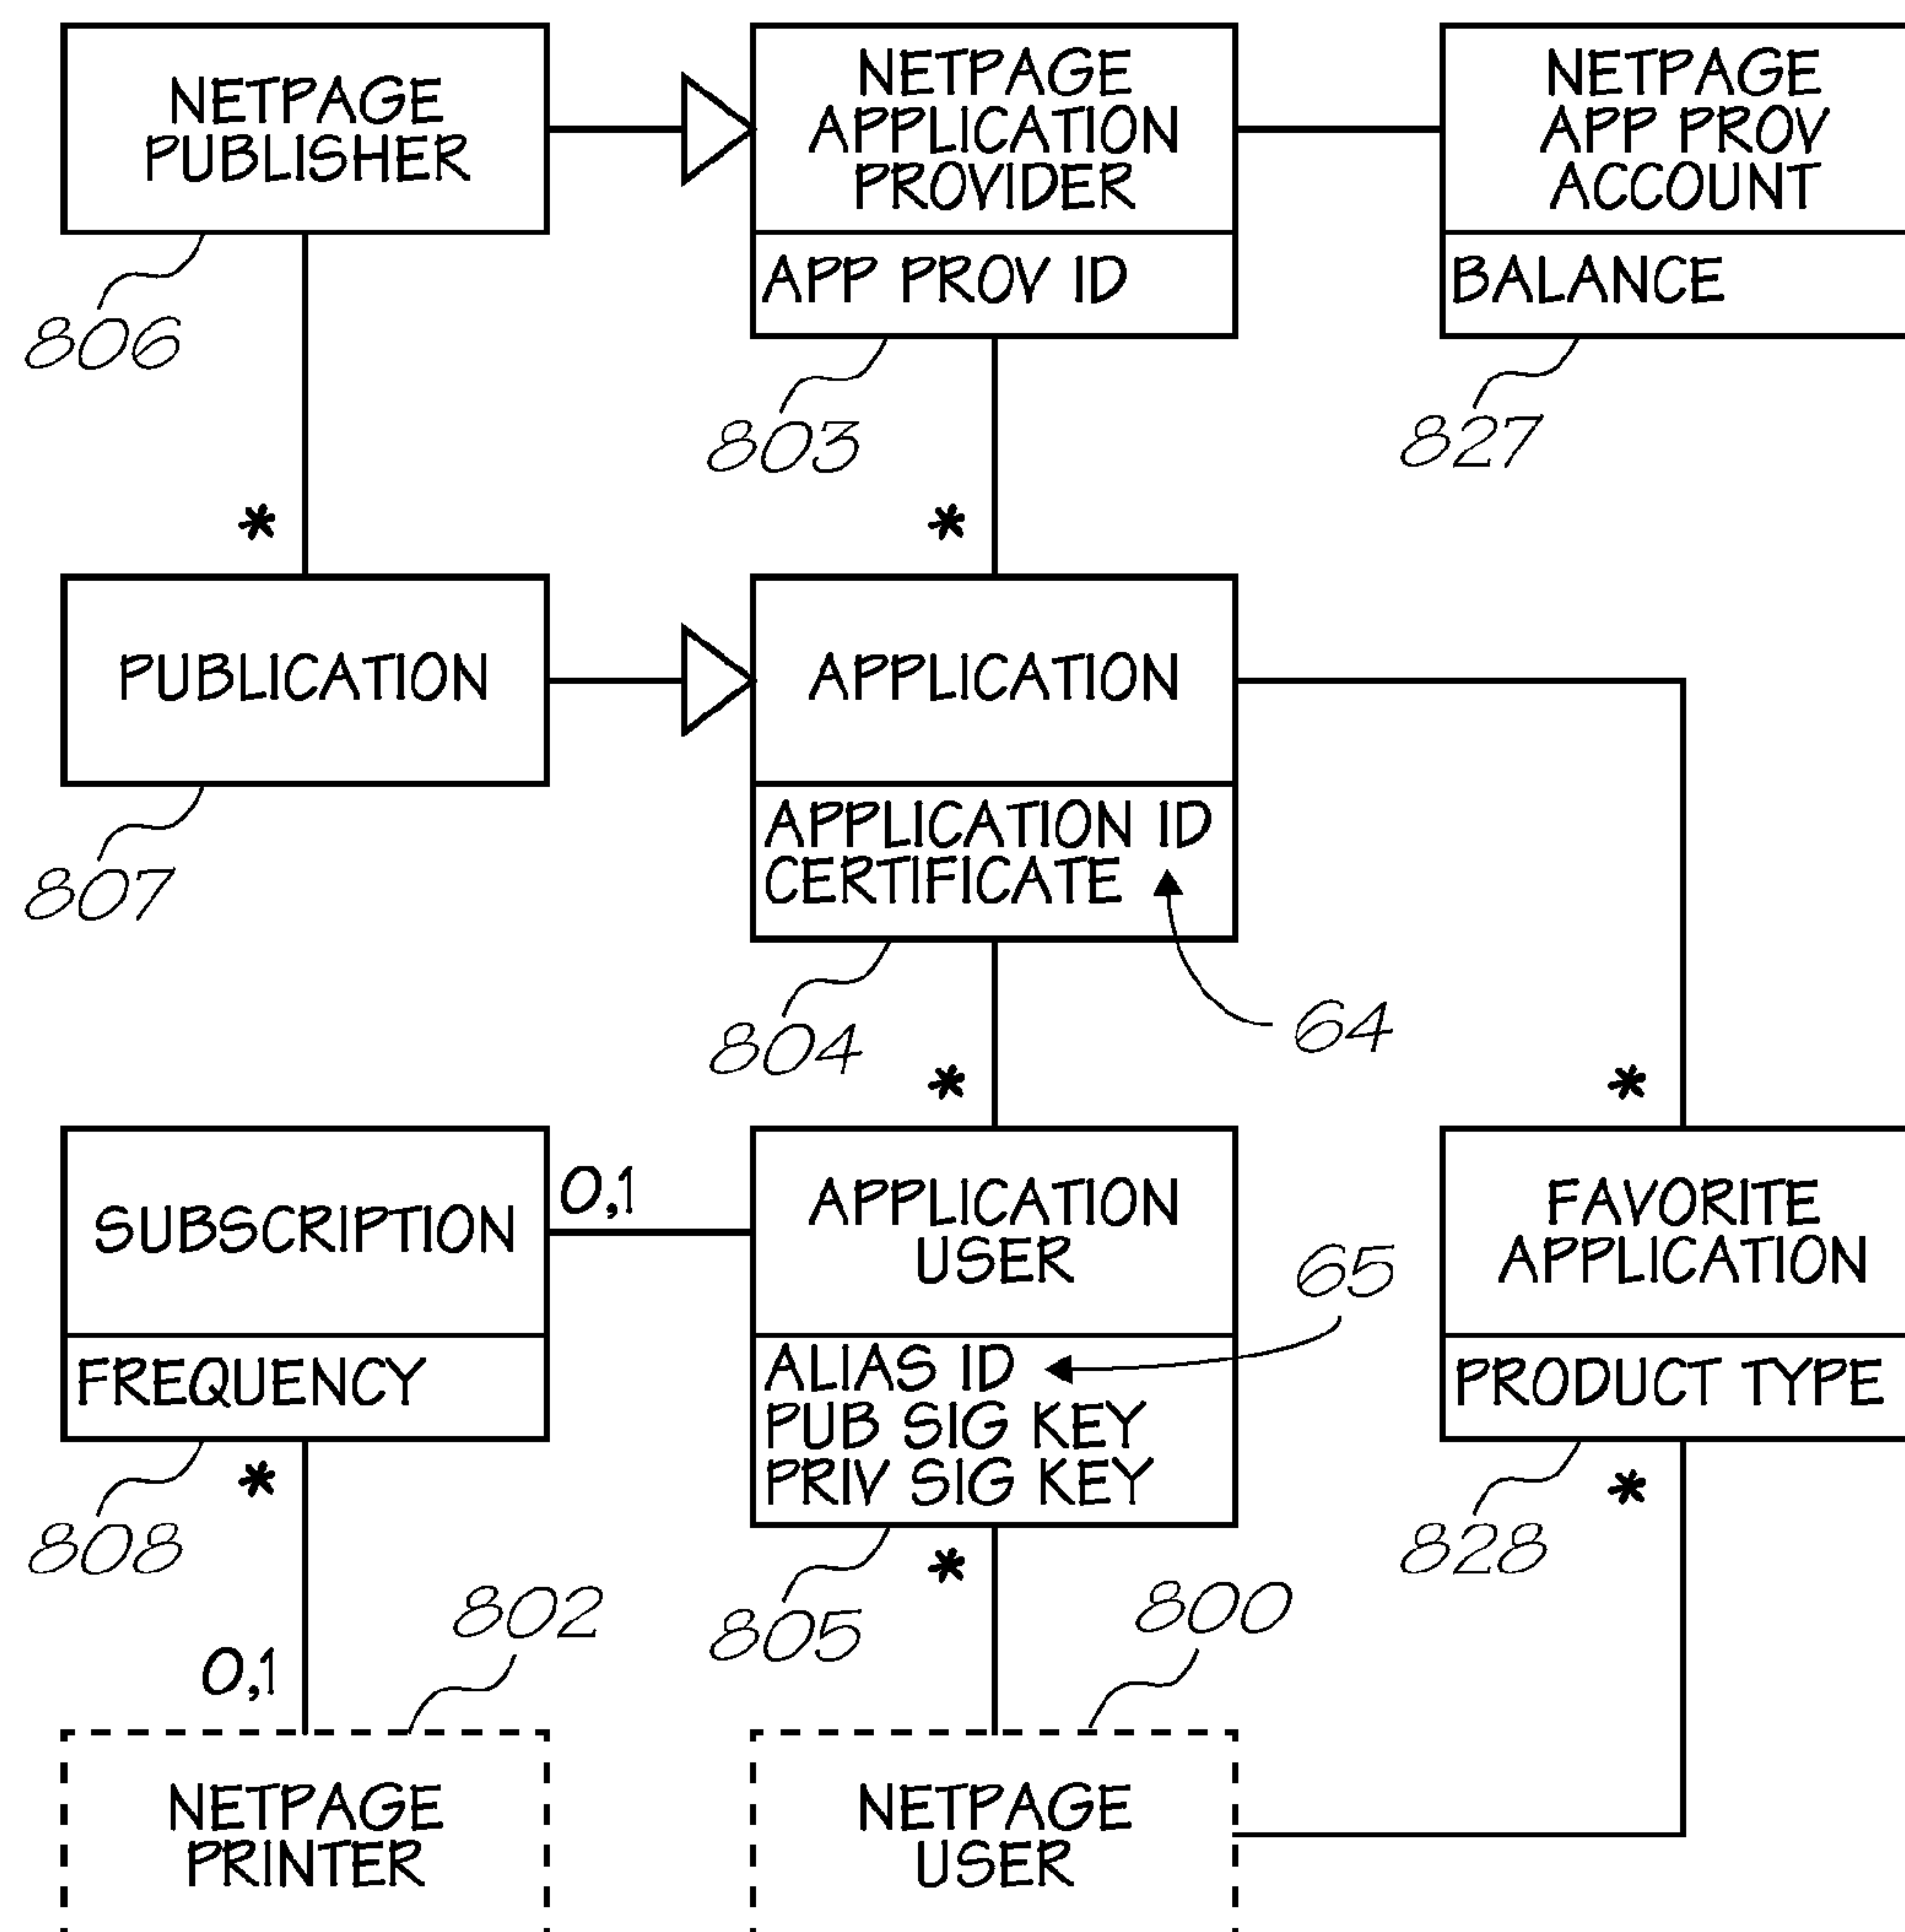 NETPAGE
PUBLISHER
NETPAGE
APPLICATION
PROVIDER
APP PROV ID
NETPAGE
APP PROV
ACCOUNT
BALANCE
806
803
827
*
*
PUBLICATION
APPLICATION
APPLICATION ID
CERTIFICATE
807
804
64
*
*
SUBSCRIPTION
FREQUENCY
0,1
APPLICATION
USER
ALIAS ID
PUB SIG KEY
PRIV SIG KEY
65
FAVORITE
APPLICATION
PRODUCT TYPE
808
*
805
*
828
*
802
800
0,1
NETPAGE
PRINTER
NETPAGE
USER